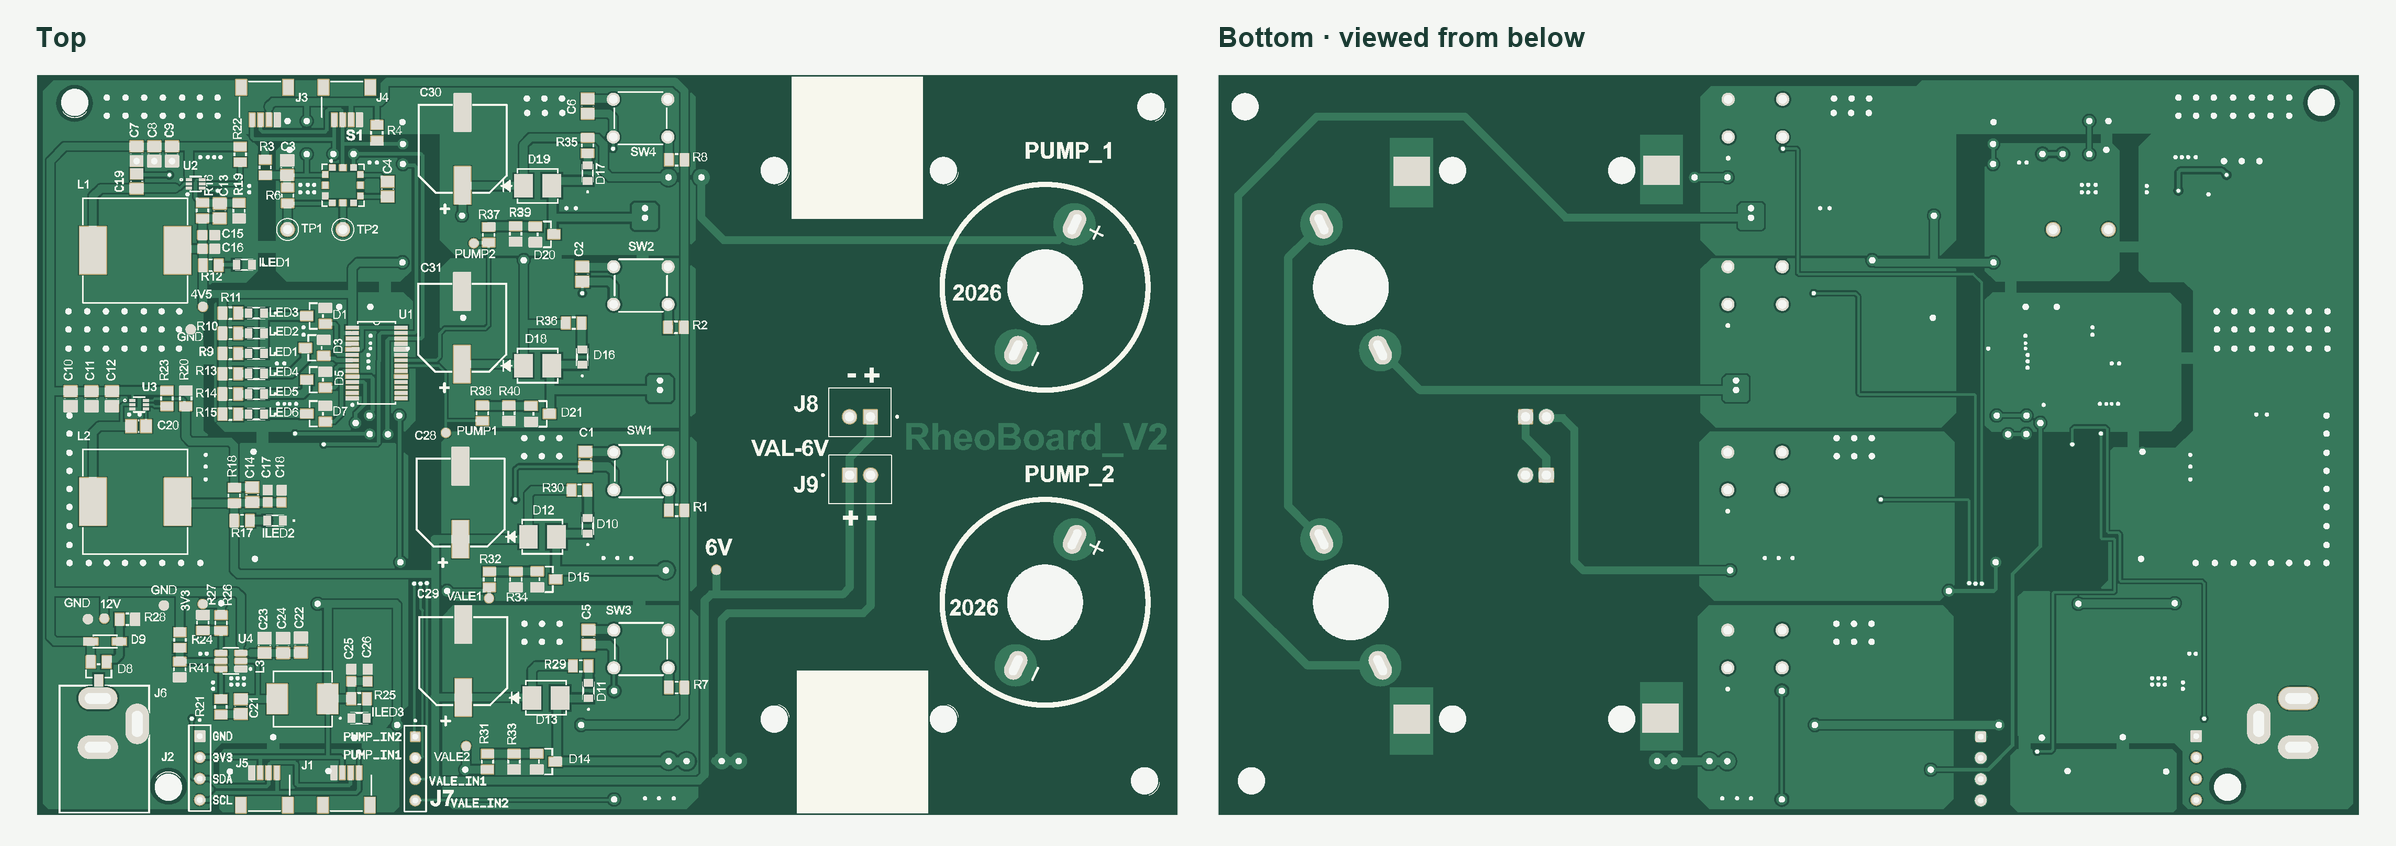 Top
Bottom · viewed from below
C30
J3
J4
C7
C8
C9
R22
S1
R4
C6
R35
SW4
R8
PUMP_1
R3
C3
U2
C4
D19
D17
L1
C19
R16
C13
R19
R6
TP1
TP2
R37
R39
C15
C16
ILED1
R12
PUMP2
D20
C2
SW2
C31
4V5
R11
LED3
D1
U1
2026
R10
LED2
GND
R9
LED1
D3
R36
R2
D18
D16
R13
LED4
D5
R14
LED5
R15
LED6
D7
C10
C11
C12
R23
R20
U3
C20
R38
R40
D21
- +
J8
RheoBoard_V2
VAL-6V
L2
C28
PUMP1
C1
SW1
PUMP_2
J9
+ -
R18
C14
C17
C18
R30
R1
R17
ILED2
D12
D10
6V
R32
D15
C29
VALE1
R34
GND
12V
GND
3V3
R27
R26
R28
C5
SW3
2026
D9
R24
U4
C23
C24
C22
D8
R41
L3
C25
C26
R29
D11
R7
J6
R21
C21
R25
ILED3
D13
GND
PUMP_IN2
R31
R33
J2
3V3
J5
J1
PUMP_IN1
VALE2
D14
SDA
VALE_IN1
SCL
J7
VALE_IN2